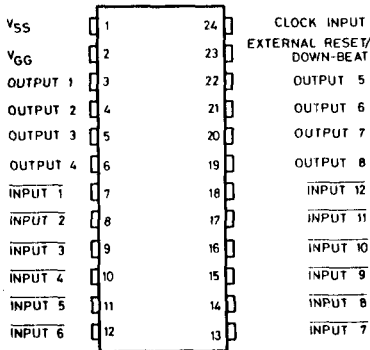 VSS 1 24 CLOCK INPUT
EXTERNAL RESET/
VGG 2 23 DOWN-BEAT
OUTPUT 1 3 22 OUTPUT 5
OUTPUT 2 4 21 OUTPUT 6
OUTPUT 3 5 20 OUTPUT 7
OUTPUT 4 6 19 OUTPUT 8
INPUT 1 7 18 INPUT 12
INPUT 2 8 17 INPUT 11
INPUT 3 9 16 INPUT 10
INPUT 4 10 15 INPUT 9
INPUT 5 11 14 INPUT 8
INPUT 6 12 13 INPUT 7